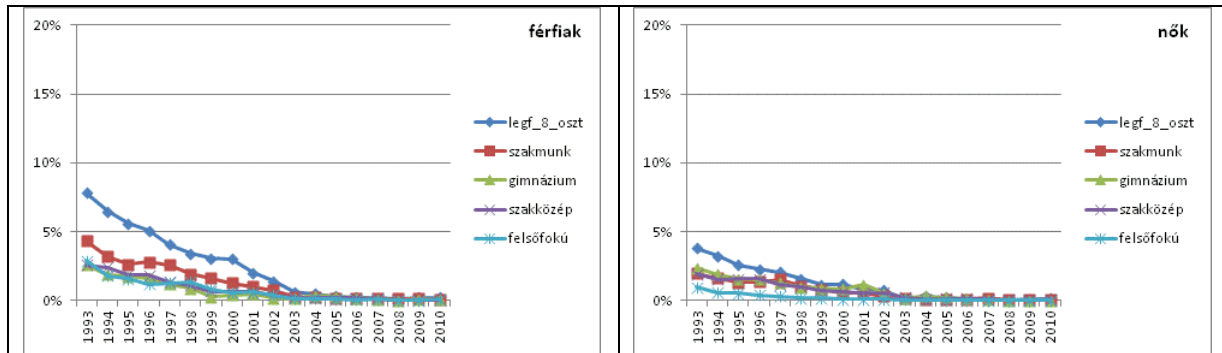 férfiak
20%
15%
10%
5%
0%
legf_8_oszt
szakmunk
gimnázium
szakközép
felsőfokú
1993 1994 1995 1996 1997 1998 1999 2000 2001 2002 2003 2004 2005 2006 2007 2008 2009 2010
nők
20%
15%
10%
5%
0%
legf_8_oszt
szakmunk
gimnázium
szakközép
felsőfokú
1993 1994 1995 1996 1997 1998 1999 2000 2001 2002 2003 2004 2005 2006 2007 2008 2009 2010